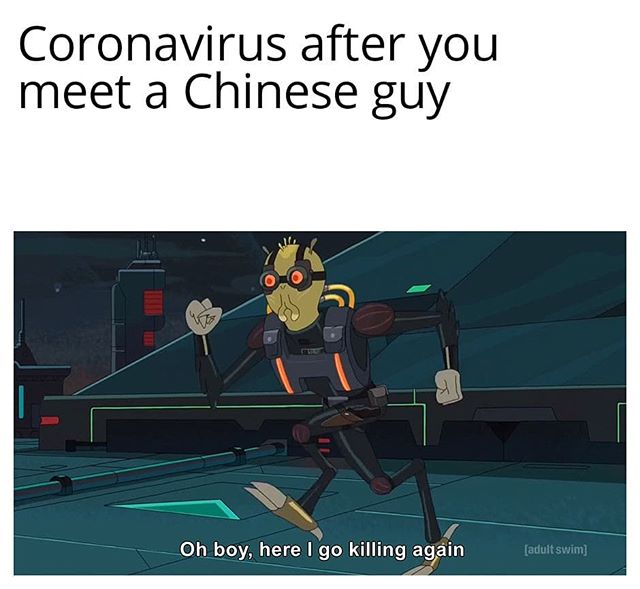 Coronavirus after you
meet a Chinese guy
Oh boy, here I go killing again
[adult swim]